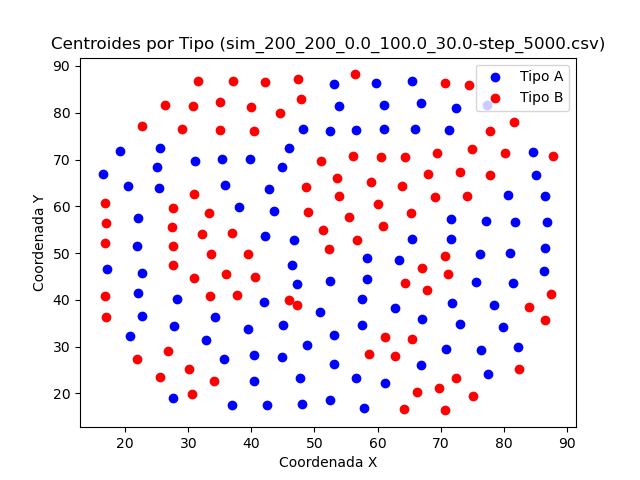 Centroides por Tipo (sim_200_200_0.0_100.0_30.0-step_5000.csv)
Tipo A
Tipo B
90
80
70
60
50
40
30
20
Coordenada Y
20 30 40 50 60 70 80 90
Coordenada X